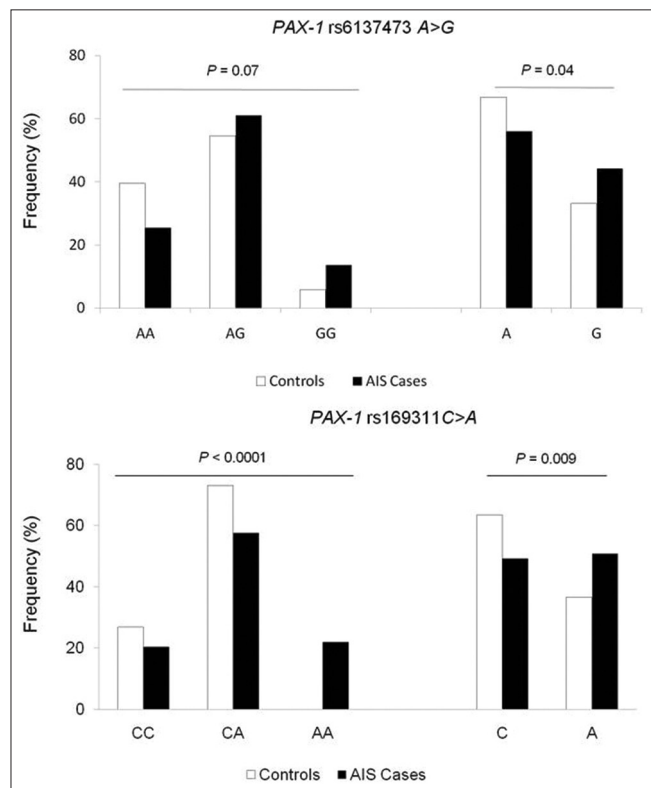 PAX-1 rs6137473 A>G
P = 0.07
P = 0.04
Frequency (%)
80
60
40
20
0
AA AG GG A G
Controls AIS Cases
PAX-1 rs169311C>A
P < 0.0001
P = 0.009
Frequency (%)
80
60
40
20
0
CC CA AA C A
Controls AIS Cases